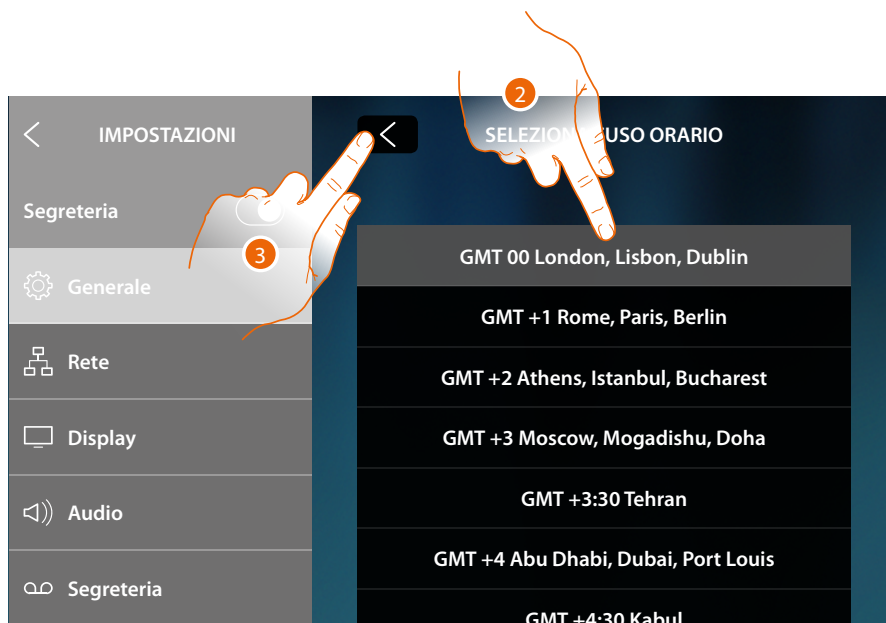 2
IMPOSTAZIONI
SELEZION USO ORARIO
Segreteria
3
GMT 00 London, Lisbon, Dublin
Generale
GMT +1 Rome, Paris, Berlin
Rete
GMT +2 Athens, Istanbul, Bucharest
Display
GMT +3 Moscow, Mogadishu, Doha
Audio
GMT +3:30 Tehran
GMT +4 Abu Dhabi, Dubai, Port Louis
Segreteria
GMT +4:30 Kabul